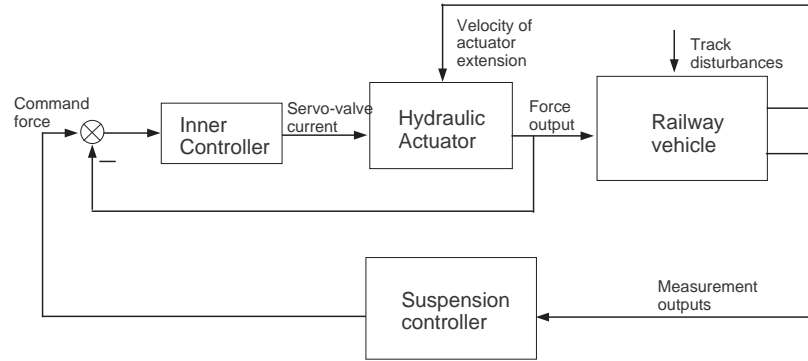 Velocity of
actuator
extension
Track
disturbances
Command
force
Inner
Controller
Servo-valve
current
Hydraulic
Actuator
Force
output
Railway
vehicle
Suspension
controller
Measurement
outputs